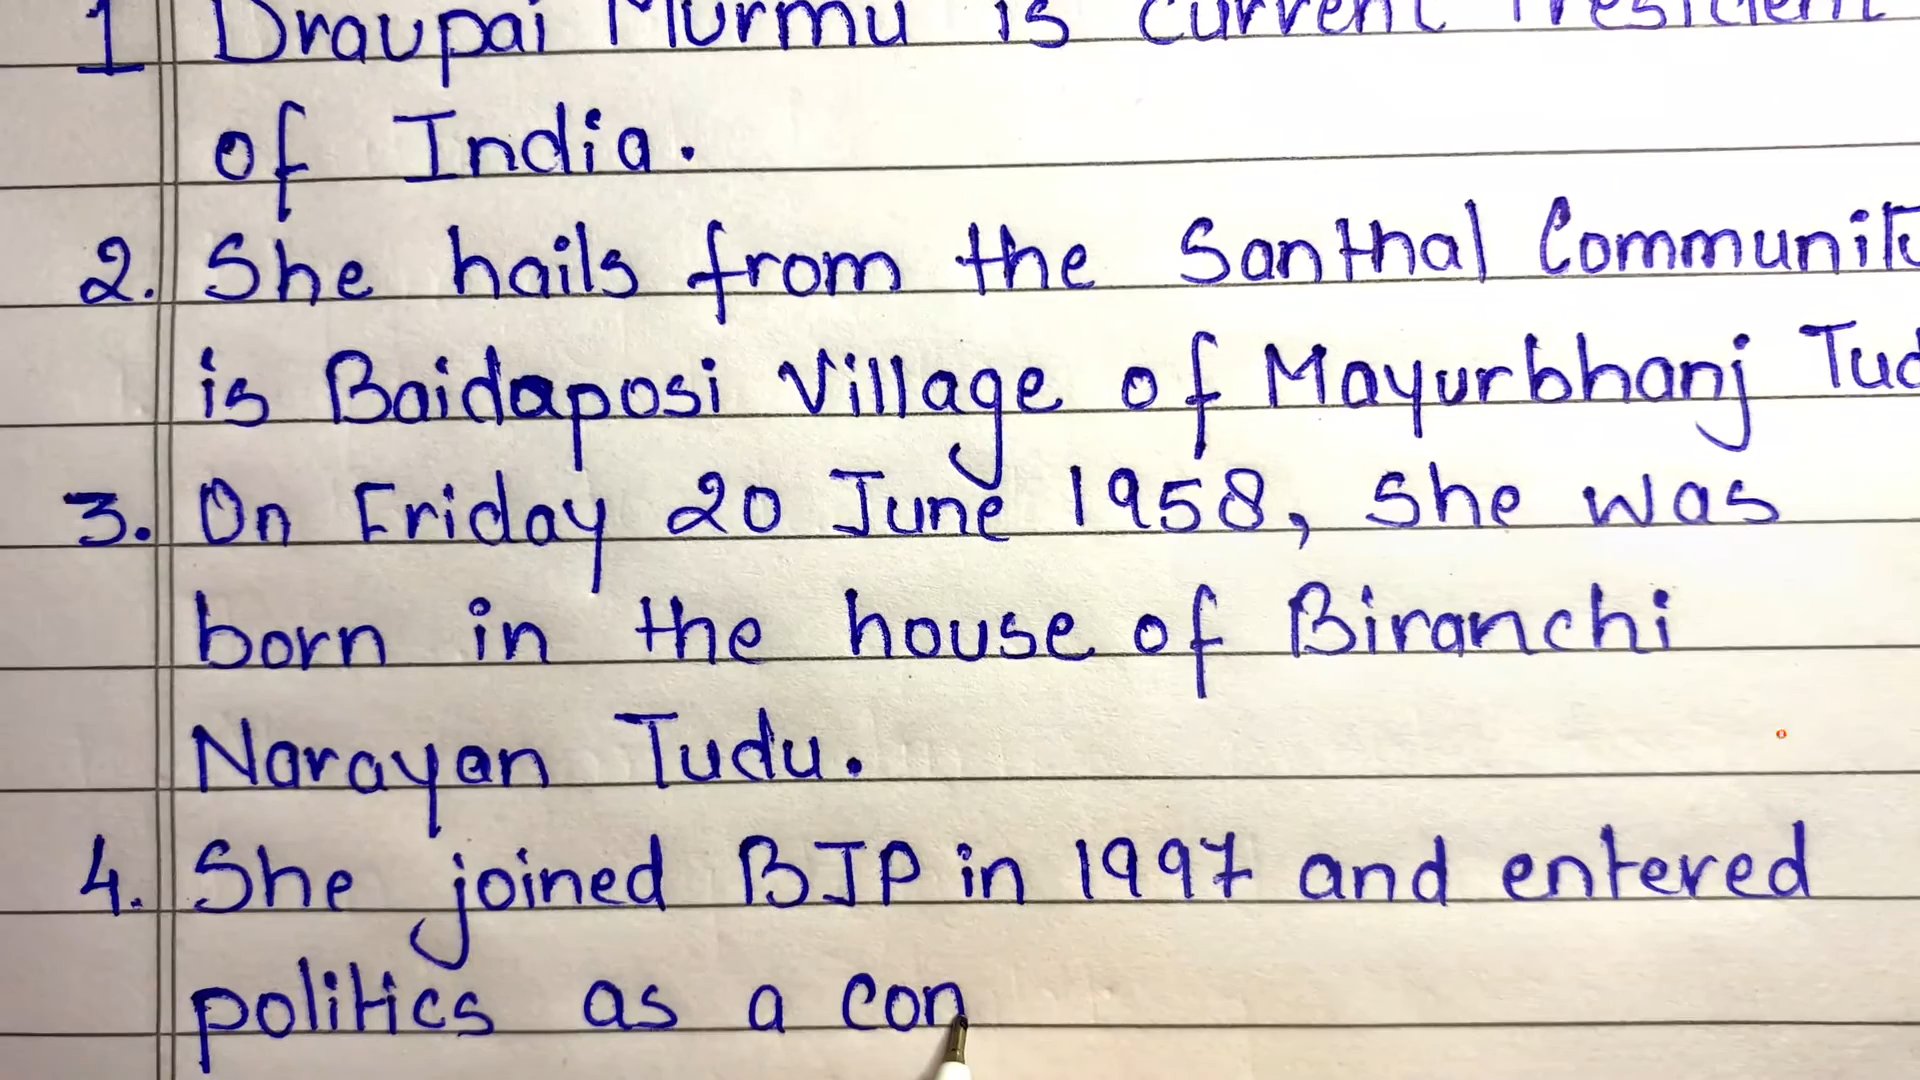 1 Draupai Murmu is Current President
of India.
2. She hails from the Santhal Communit
is Baidaposi Village of Mayurbhanj Tud
3. On Friday 20 June 1958, She was
born in the house of Biranchi
Narayan Tudu.
4. She joined BJP in 1997 and entered
politics as a con